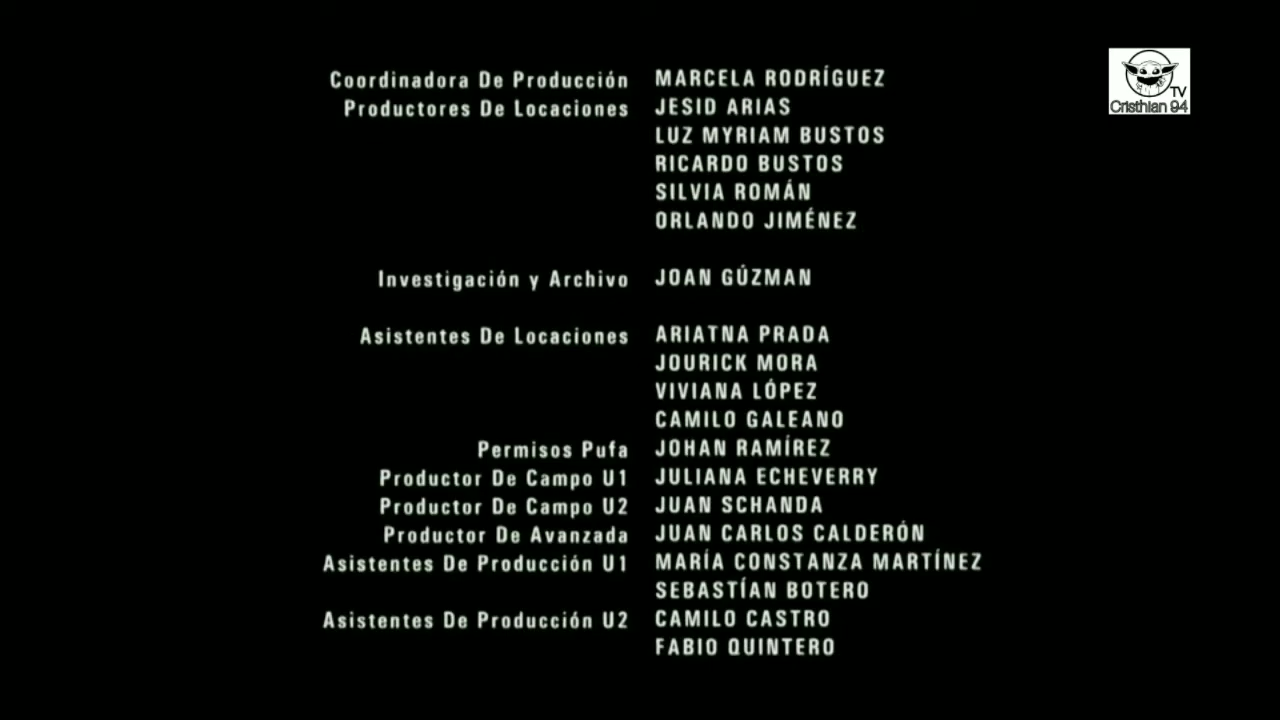 Coordinadora De Producción MARCELA RODRÍGUEZ
Productores De Locaciones JESID ARIAS
LUZ MYRIAM BUSTOS
RICARDO BUSTOS
SILVIA ROMÁN
ORLANDO JIMÉNEZ
Investigación y Archivo JOAN GÚZMAN
Asistentes De Locaciones ARIATNA PRADA
JOURICK MORA
VIVIANA LÓPEZ
CAMILO GALEANO
Permisos Pufa JOHAN RAMÍREZ
Productor De Campo U1 JULIANA ECHEVERRY
Productor De Campo U2 JUAN SCHANDA
Productor De Avanzada JUAN CARLOS CALDERÓN
Asistentes De Producción U1 MARÍA CONSTANZA MARTÍNEZ
SEBASTÍAN BOTERO
Asistentes De Producción U2 CAMILO CASTRO
FABIO QUINTERO
TV
Cristhian 94